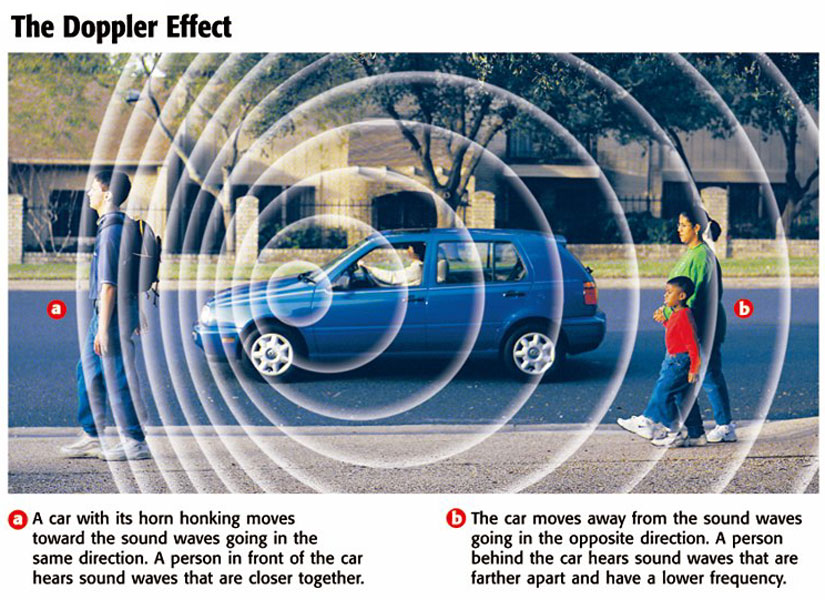 The Doppler Effect
a
b
a A car with its horn honking moves
toward the sound waves going in the
same direction. A person in front of the car
hears sound waves that are closer together.
b The car moves away from the sound waves
going in the opposite direction. A person
behind the car hears sound waves that are
farther apart and have a lower frequency.